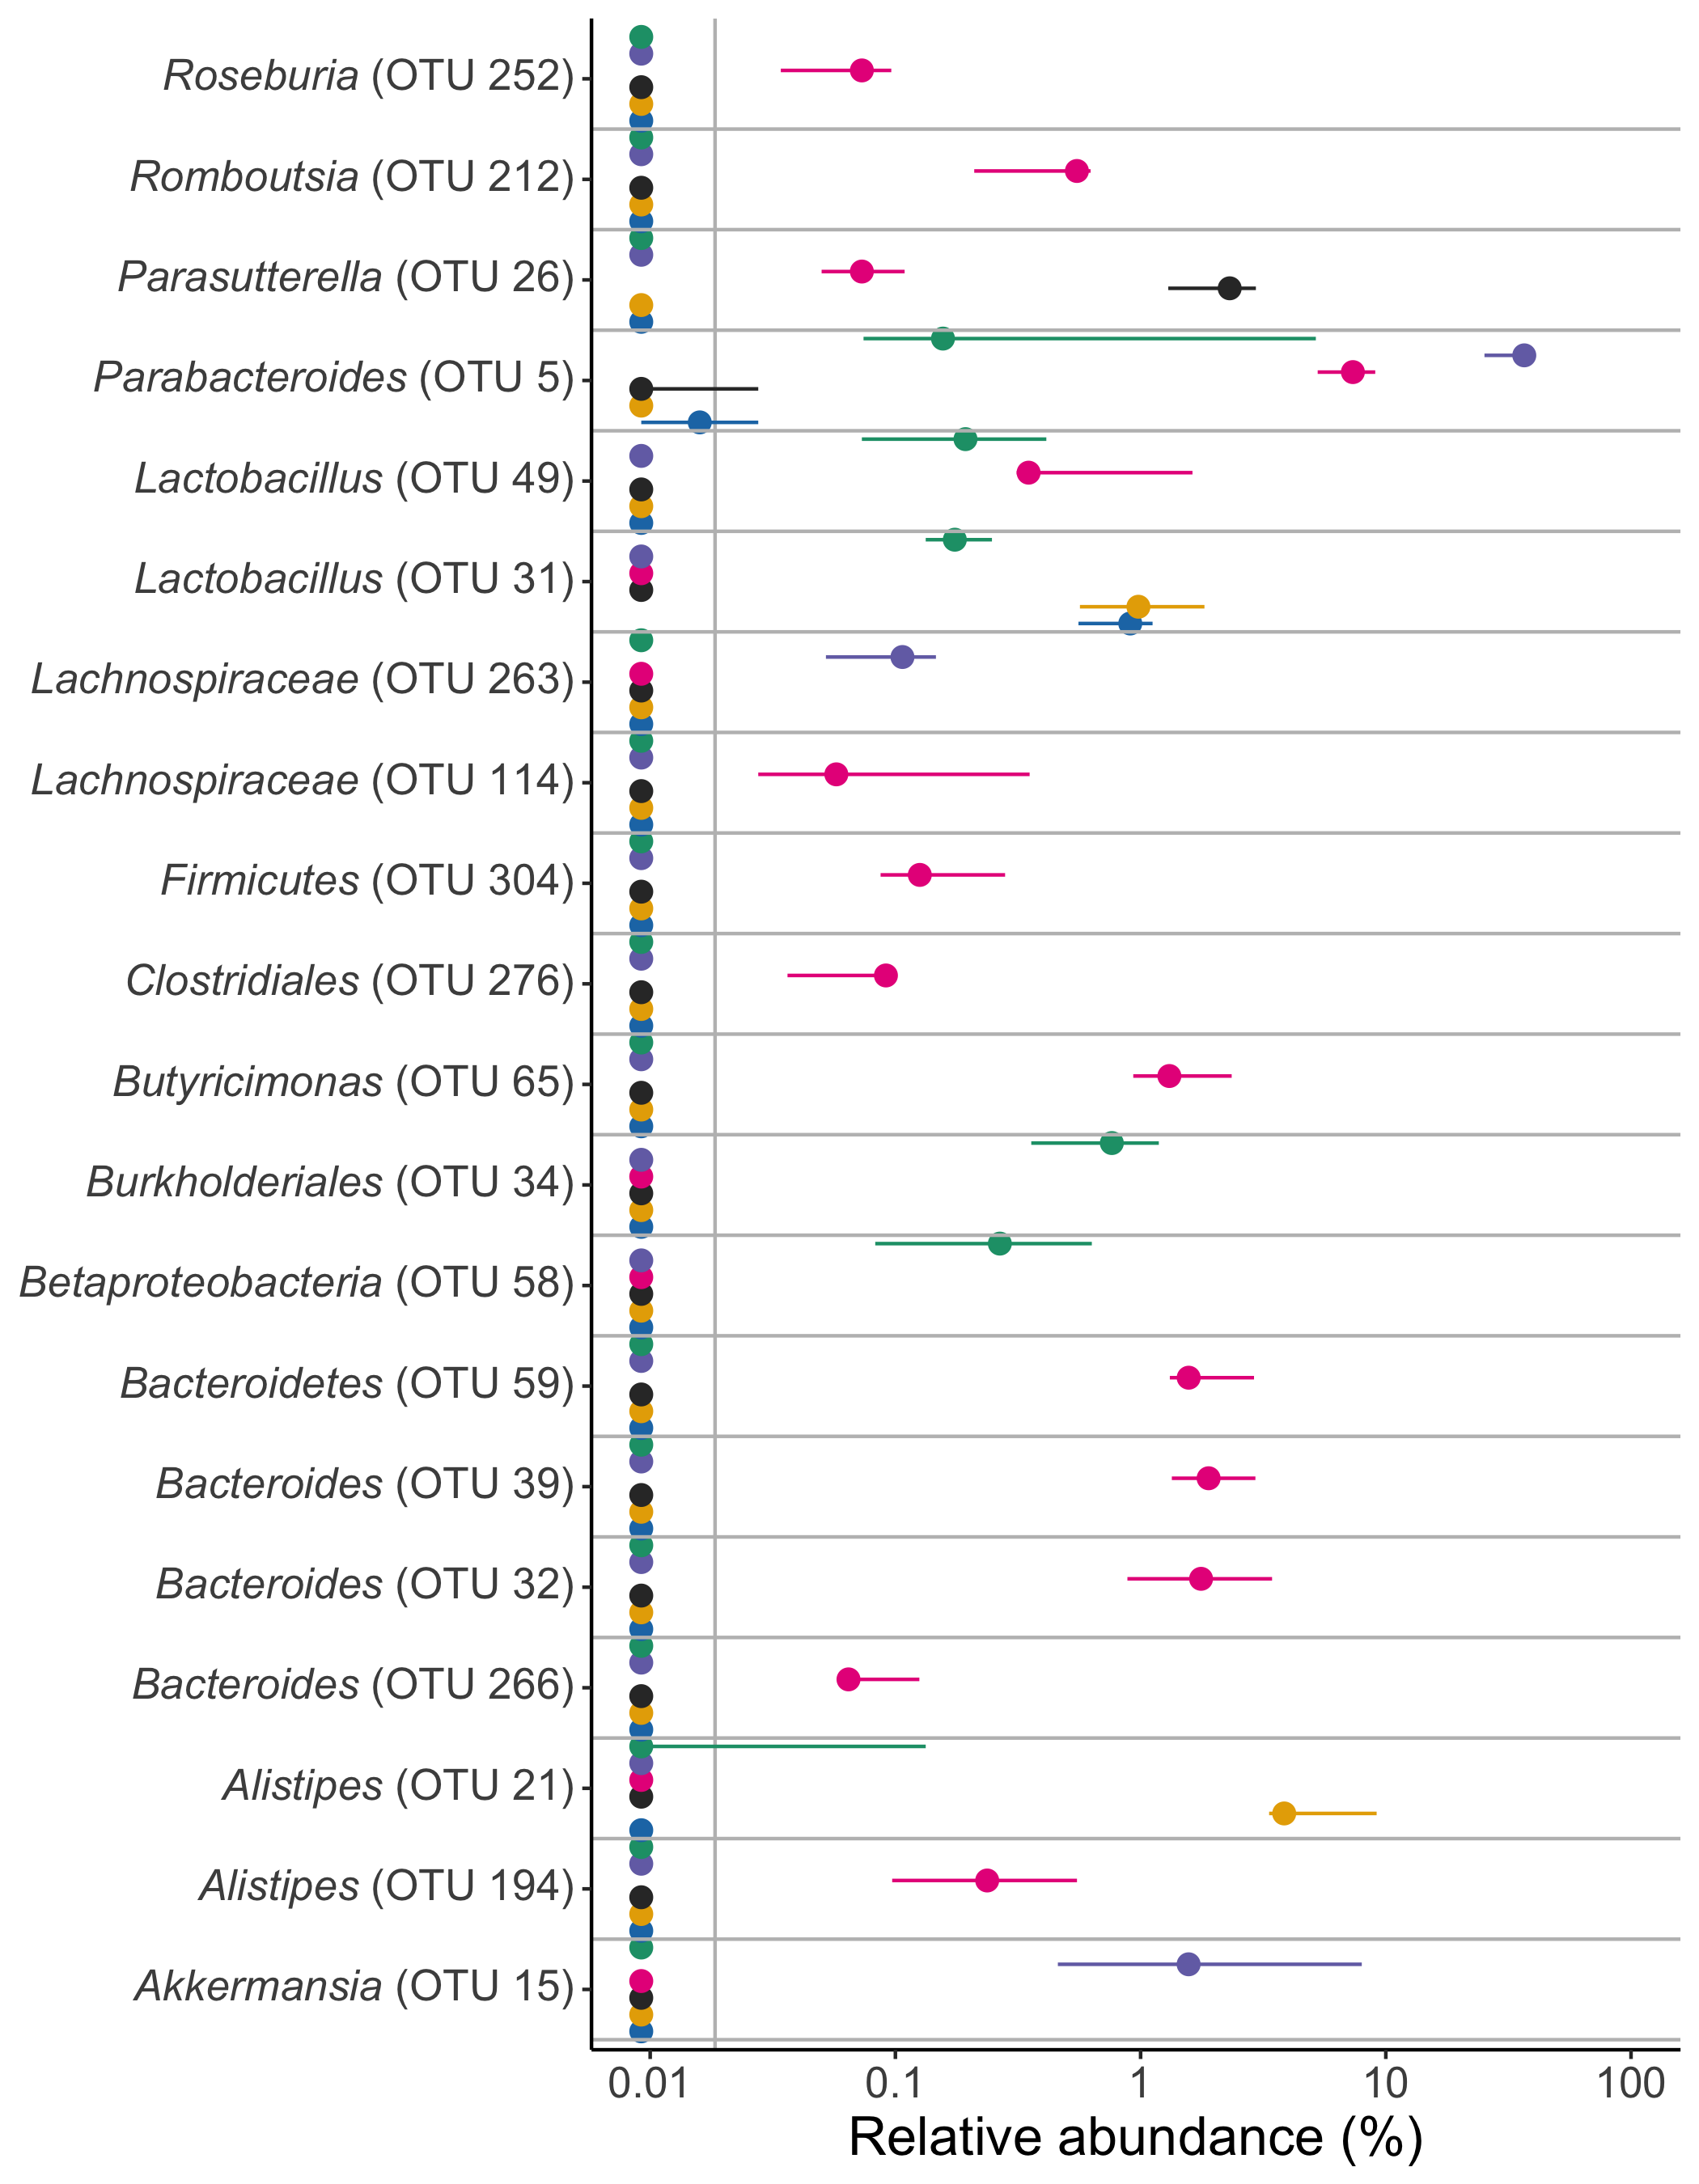 Roseburia (OTU 252)
Romboutsia (OTU 212)
Parasutterella (OTU 26)
Parabacteroides (OTU 5)
Lactobacillus (OTU 49)
Lactobacillus (OTU 31)
Lachnospiraceae (OTU 263)
Lachnospiraceae (OTU 114)
Firmicutes (OTU 304)
Clostridiales (OTU 276)
Butyricimonas (OTU 65)
Burkholderiales (OTU 34)
Betaproteobacteria (OTU 58)
Bacteroidetes (OTU 59)
Bacteroides (OTU 39)
Bacteroides (OTU 32)
Bacteroides (OTU 266)
Alistipes (OTU 21)
Alistipes (OTU 194)
Akkermansia (OTU 15)
0.01 0.1 1 10 100
Relative abundance (%)